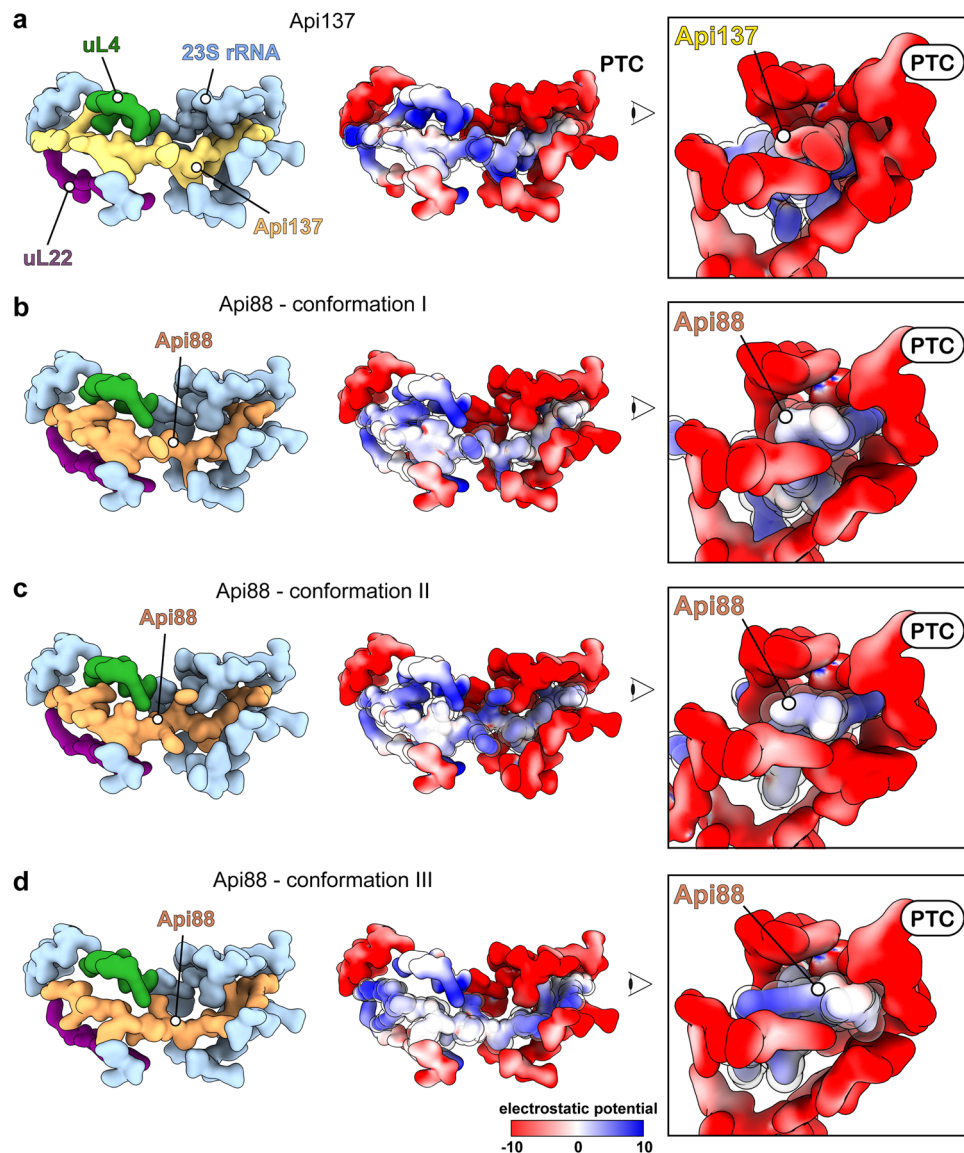 a
Api137
uL4
23S rRNA
Api137
uL22
PTC
Api137
PTC
b
Api88 - conformation I
Api88
Api88
PTC
c
Api88 - conformation II
Api88
Api88
PTC
d
Api88 - conformation III
Api88
Api88
PTC
electrostatic potential
-10 0 10